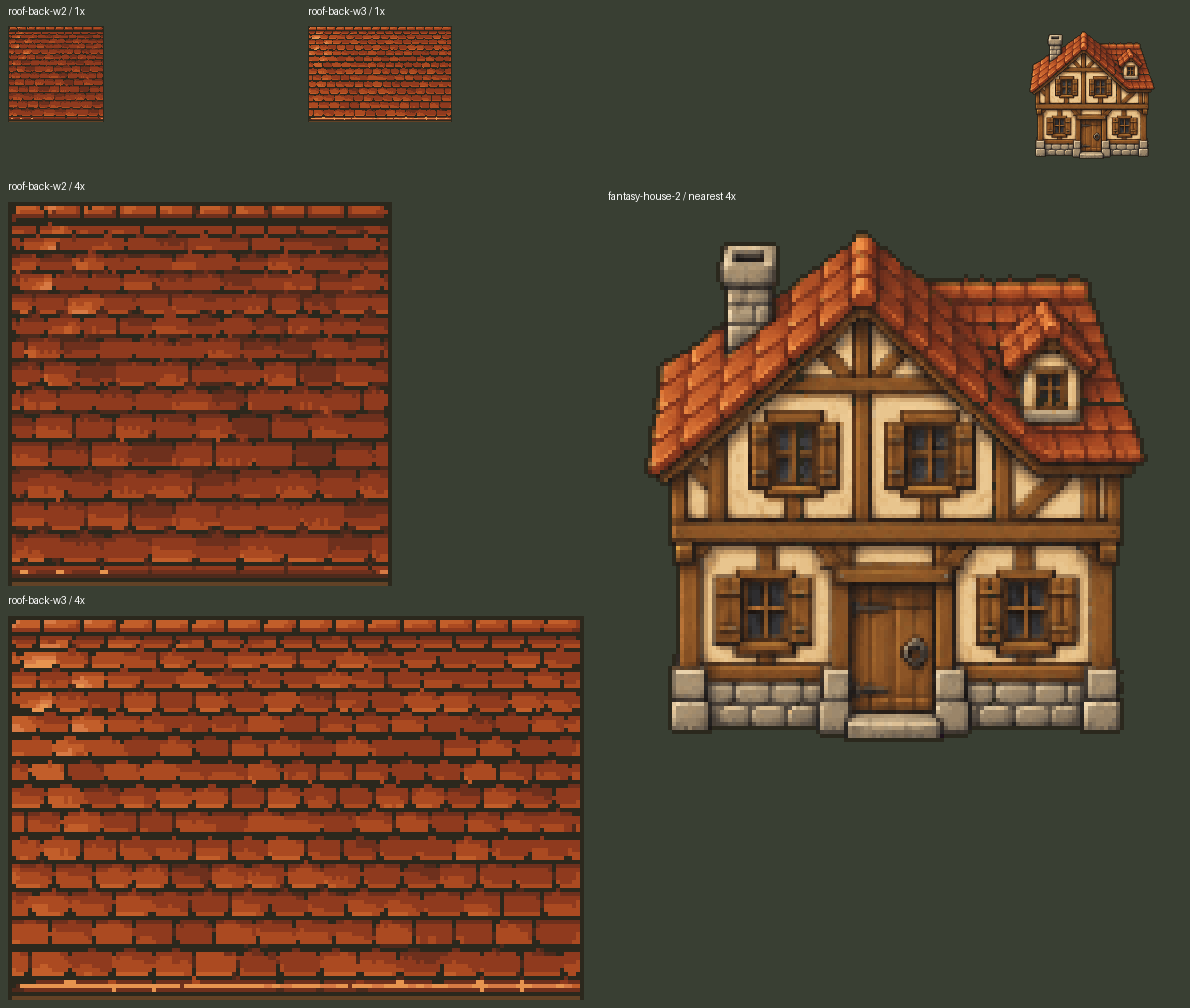 roof-back-w2 / 1x
roof-back-w3 / 1x
roof-back-w2 / 4x
fantasy-house-2 / nearest 4x
roof-back-w3 / 4x